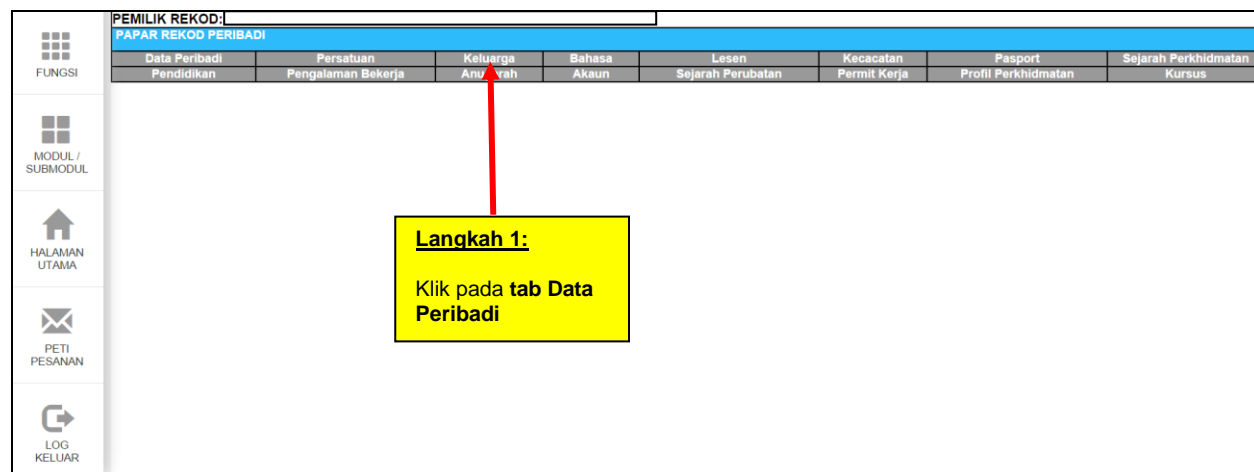 PEMILIK REKOD:
PAPAR REKOD PERIBADI
Data Peribadi Persatuan Keluarga Bahasa Lesen Kecacatan Pasport Sejarah Perkhidmatan
Pendidikan Pengalaman Bekerja Akaun Sejarah Perubatan Permit Kerja Profil Perkhidmatan Kursus
FUNGSI
MODUL /
SUBMODUL
HALAMAN
UTAMA
PETI
PESANAN
LOG
KELUAR
Langkah 1:
Klik pada tab Data
Peribadi